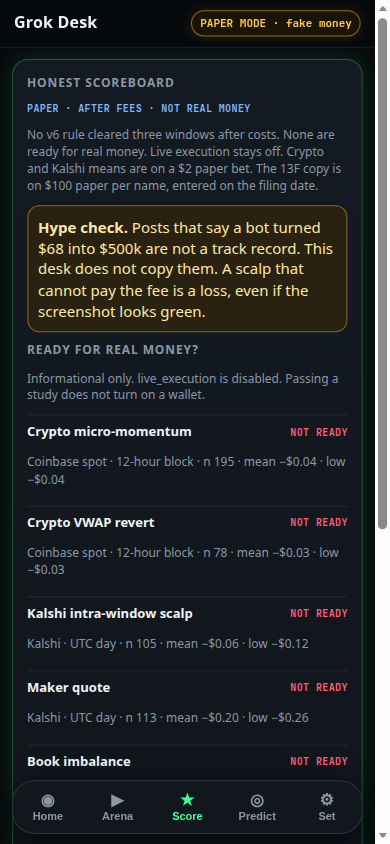 Grok Desk
PAPER MODE · fake money
HONEST SCOREBOARD
PAPER · AFTER FEES · NOT REAL MONEY
No v6 rule cleared three windows after costs. None are
ready for real money. Live execution stays off. Crypto
and Kalshi means are on a $2 paper bet. The 13F copy is
on $100 paper per name, entered on the filing date.
Hype check. Posts that say a bot turned
$68 into $500k are not a track record. This
desk does not copy them. A scalp that
cannot pay the fee is a loss, even if the
screenshot looks green.
READY FOR REAL MONEY?
Informational only. live_execution is disabled. Passing a
study does not turn on a wallet.
Crypto micro-momentum
NOT READY
Coinbase spot · 12-hour block · n 195 · mean −$0.04 · low
−$0.04
Crypto VWAP revert
NOT READY
Coinbase spot · 12-hour block · n 78 · mean −$0.03 · low
−$0.03
Kalshi intra-window scalp
NOT READY
Kalshi · UTC day · n 105 · mean −$0.06 · low −$0.12
Maker quote
NOT READY
Kalshi · UTC day · n 113 · mean −$0.20 · low −$0.26
Book imbalance
NOT READY
Home
Arena
Score
Predict
Set